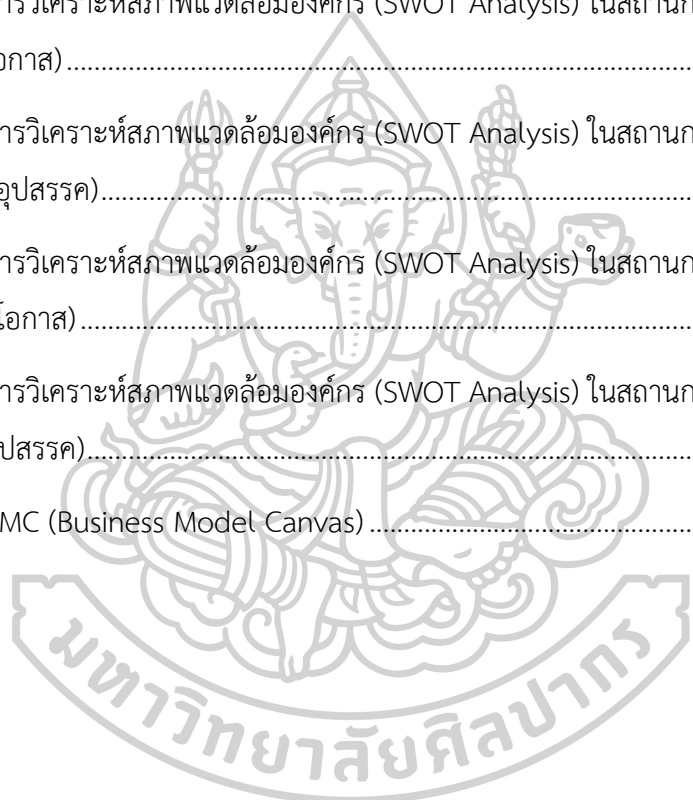 ารวิเคราะห์สภาพแวดล้อมองค์กร (SWOT Analysis) ในสถานก
อกาส)
ารวิเคราะห์สภาพแวดล้อมองค์กร (SWOT Analysis) ในสถานก
อุปสรรค)
ารวิเคราะห์สภาพแวดล้อมองค์กร (SWOT Analysis) ในสถานก
โอกาส)
ารวิเคราะห์สภาพแวดล้อมองค์กร (SWOT Analysis) ในสถานก
ปสรรค)
MC (Business Model Canvas)
มหาวิทยาลัยศิลปากร